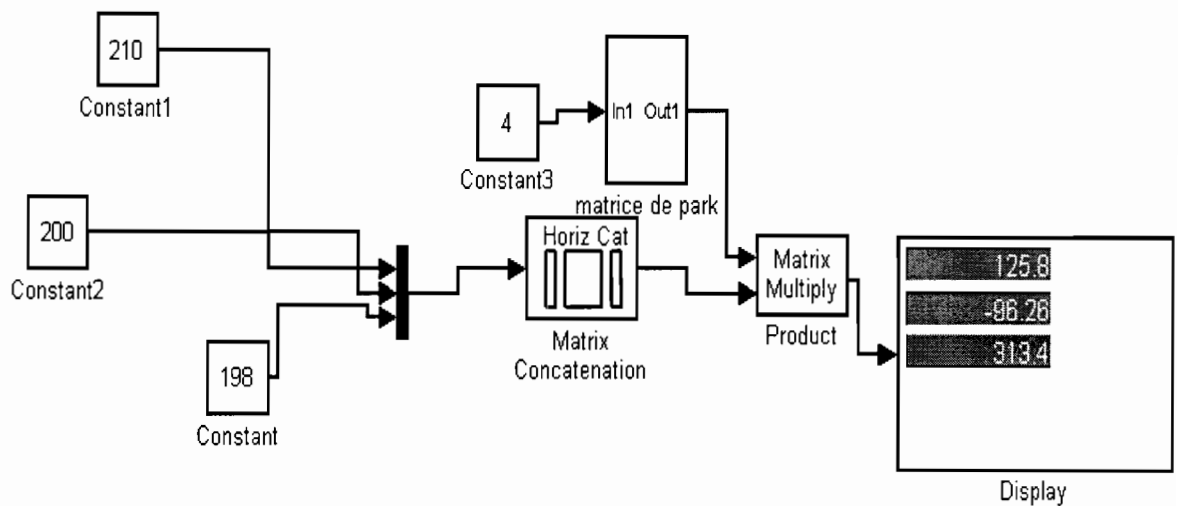 210
Constant1
4
In1 Out1
Constant3
matrice de park
200
Constant2
Horiz Cat
Matrix
Multiply
Product
125.8
-96.26
313.4
Matrix
Concatenation
198
Constant
Display